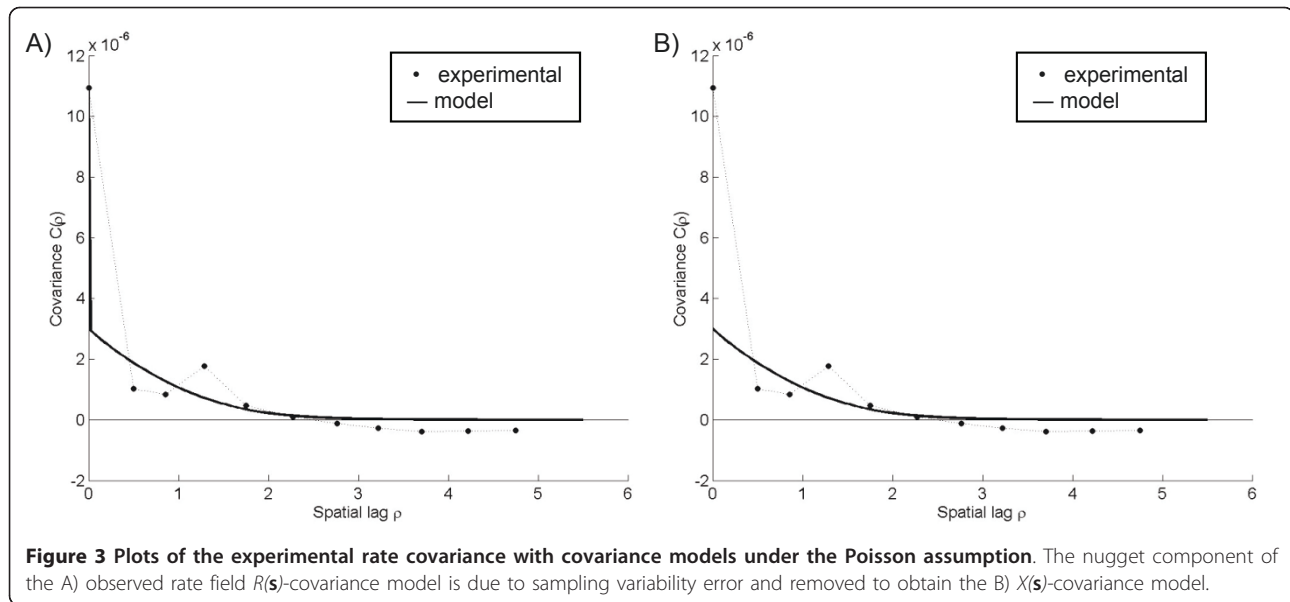 A)
x 10⁻⁶
12
10
8
6
4
2
0
-2
Covariance C(ρ)
0 1 2 3 4 5 6
Spatial lag ρ
experimental
model
B)
x 10⁻⁶
12
10
8
6
4
2
0
-2
Covariance C(ρ)
0 1 2 3 4 5 6
Spatial lag ρ
experimental
model
Figure 3 Plots of the experimental rate covariance with covariance models under the Poisson assumption. The nugget component of
the A) observed rate field R(s)-covariance model is due to sampling variability error and removed to obtain the B) X(s)-covariance model.